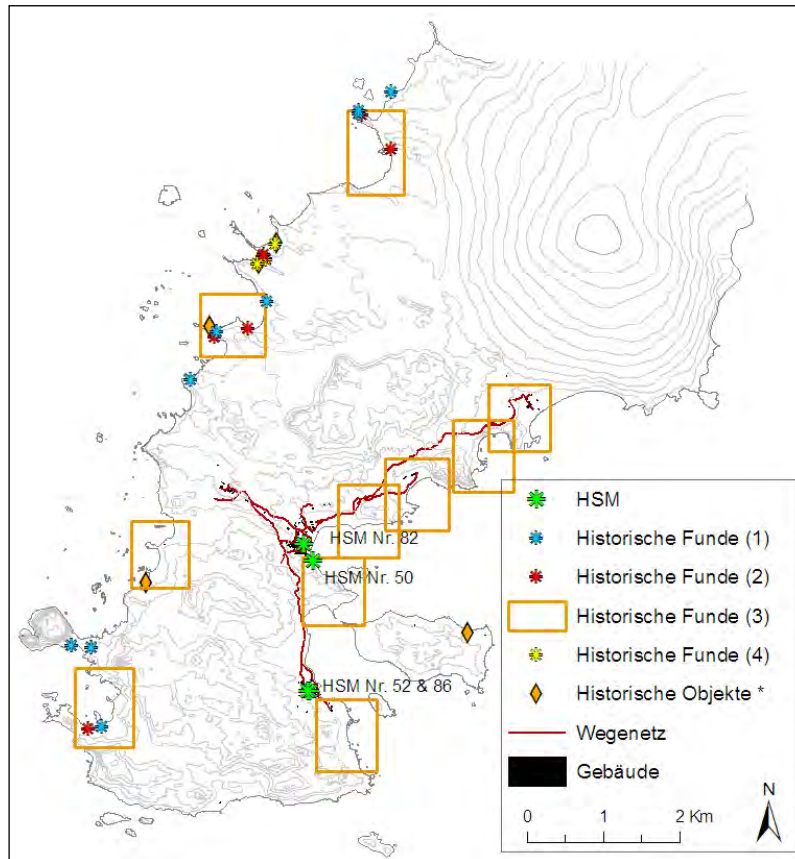 HSM Nr. 82
HSM Nr. 50
HSM Nr. 52 & 86
HSM
Historische Funde (1)
Historische Funde (2)
Historische Funde (3)
Historische Funde (4)
Historische Objekte *
Wegenetz
Gebäude
N
0 1 2 Km